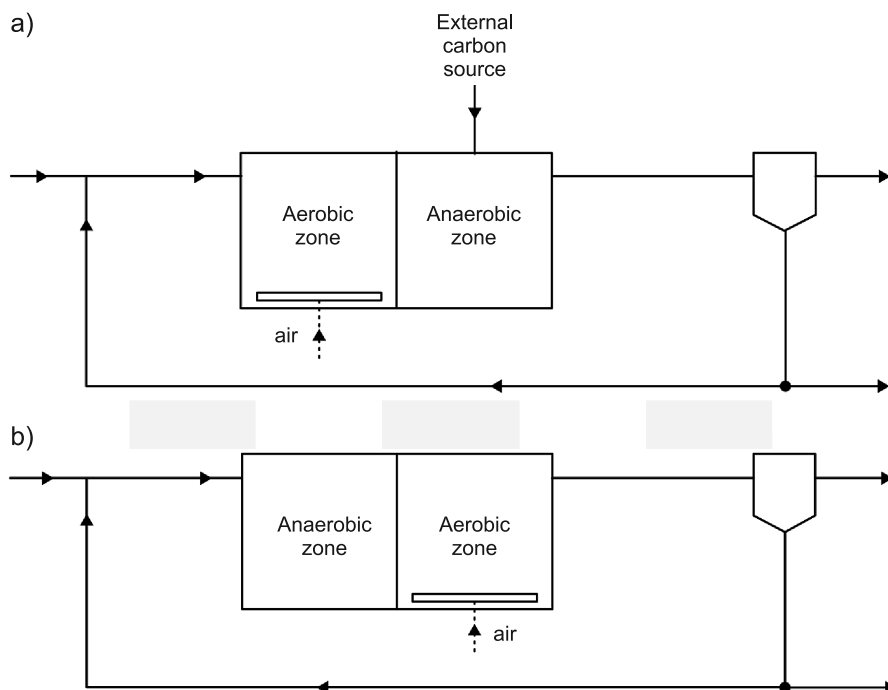 a)
External
carbon
source
Aerobic
zone
Anaerobic
zone
air
b)
Anaerobic
zone
Aerobic
zone
air